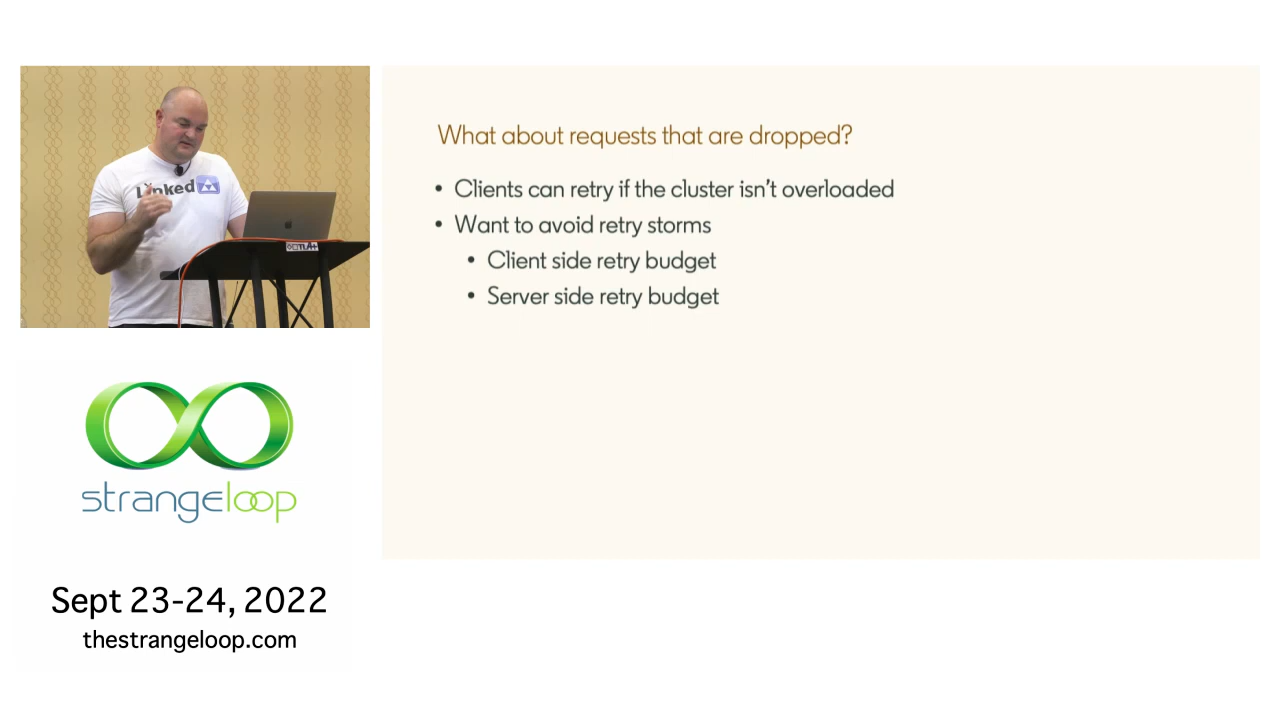 Linked
What about requests that are dropped?
• Clients can retry if the cluster isn't overloaded
• Want to avoid retry storms
• Client side retry budget
• Server side retry budget
strangeloop
Sept 23-24, 2022
thestrangeloop.com